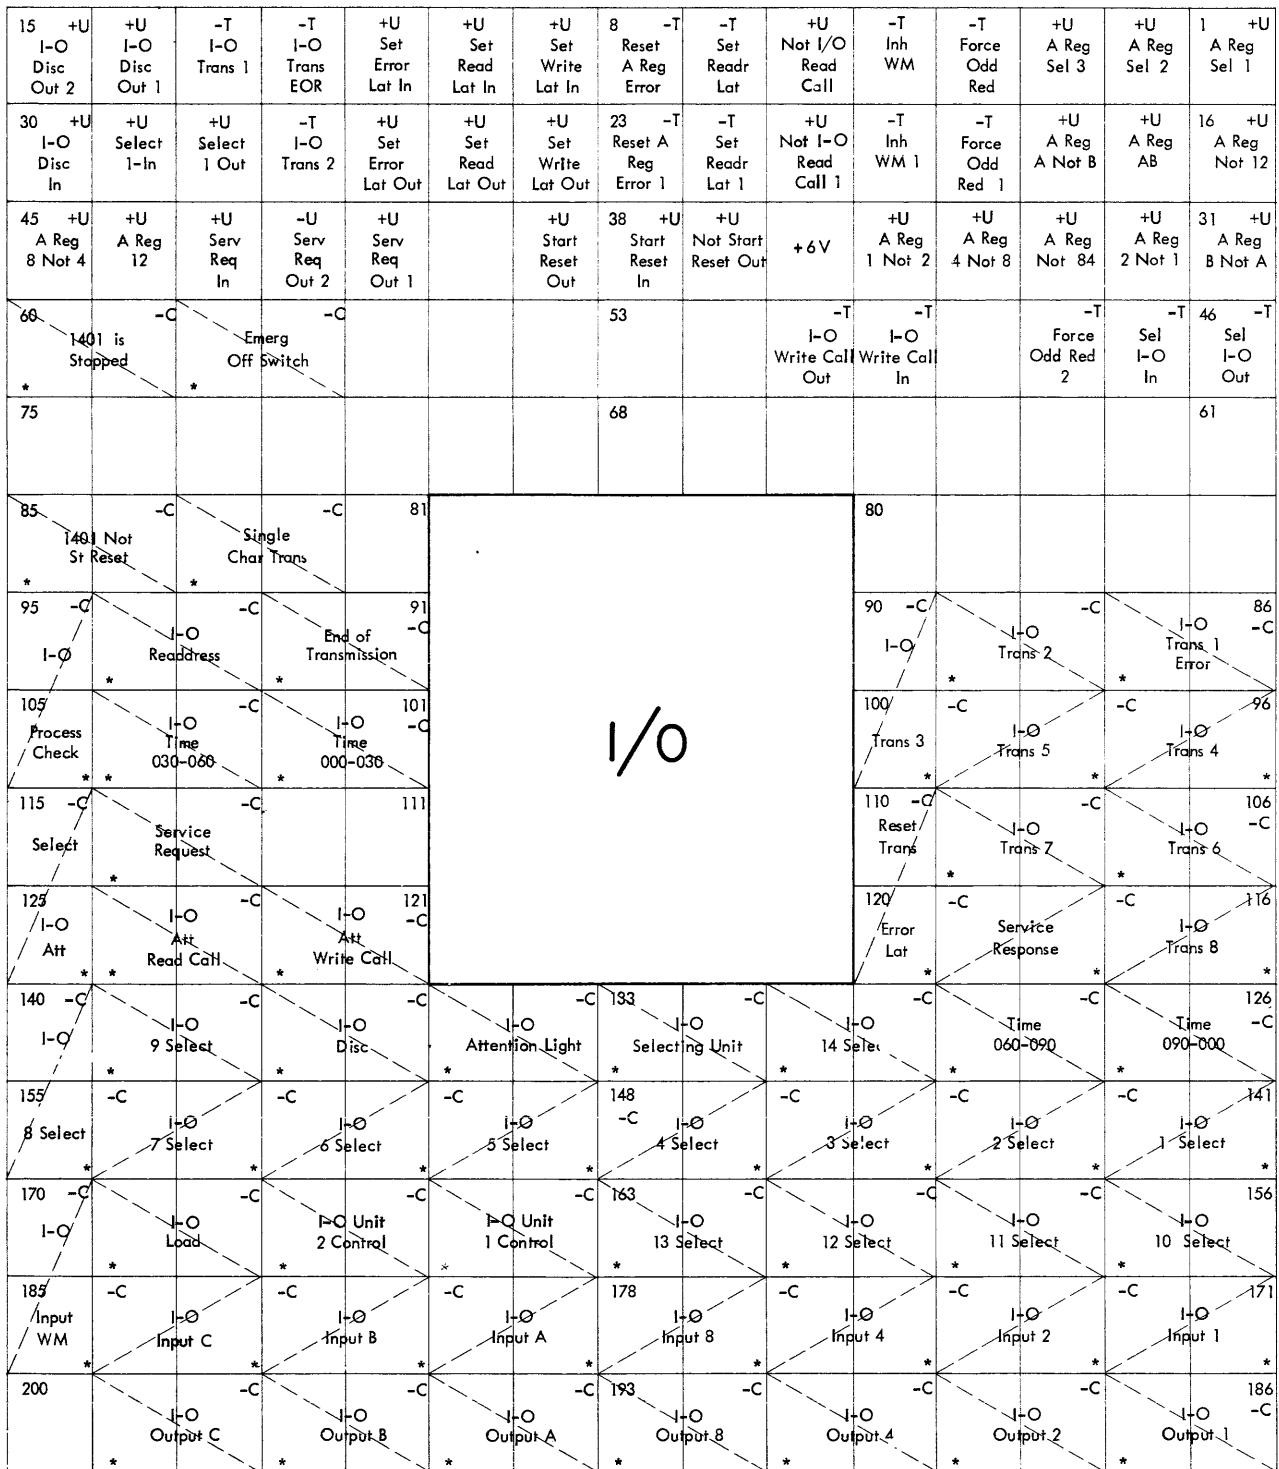 15 +U I-O Disc Out 2
+U I-O Disc Out 1
-T I-O Trans 1
-T I-O Trans EOR
+U Set Error Lat In
+U Set Read Lat In
+U Set Write Lat In
8 -T Reset A Reg Error
-T Set Readr Lat
+U Not I/O Read Call
-T Inh WM
-T Force Odd Red
+U A Reg Sel 3
+U A Reg Sel 2
1 +U A Reg Sel 1
30 +U I-O Disc In
+U Select 1-In
+U Select 1 Out
-T I-O Trans 2
+U Set Error Lat Out
+U Set Read Lat Out
+U Set Write Lat Out
23 -T Reset A Reg Error 1
-T Set Readr Lat 1
+U Not I-O Read Call 1
-T Inh WM 1
-T Force Odd Red 1
+U A Reg A Not B
+U A Reg AB
16 +U A Reg Not 12
45 +U A Reg 8 Not 4
+U A Reg 12
+U Serv Req In
-U Serv Req Out 2
+U Serv Req Out 1
+U Start Reset Out
38 +U Start Reset In
+U Not Start Reset Out
+6V
+U A Reg 1 Not 2
+U A Reg 4 Not 8
+U A Reg Not 84
+U A Reg 2 Not 1
31 +U A Reg B Not A
60 -C 1401 is Stopped *
-C Emerg Off Switch *
53
-T I-O Write Call Out
-T I-O Write Call In
-T Force Odd Red 2
-T Sel I-O In
46 -T Sel I-O Out
75
68
61
85 -C 1401 Not St Reset *
-C Single Char Trans *
81
80
95 -C I-O
-C I-O Readdress *
91 -C End of Transmission *
90 -C I-O
-C I-O Trans 2 *
86 -C I-O Trans 1 Error *
105 Process Check *
-C I-O Time 030-060 *
101 -C I-O Time 000-030 *
I/O
100 Trans 3 *
-C I-O Trans 5 *
96 -C I-O Trans 4 *
115 -C Select
-C Service Request *
111
110 -C Reset Trans
-C I-O Trans 7 *
106 -C I-O Trans 6 *
125 I-O Att *
-C I-O Att Read Call *
121 -C I-O Att Write Call *
120 Error Lat *
-C Service Response *
116 -C I-O Trans 8 *
140 -C I-O
-C I-O 9 Select *
-C I-O Disc *
-C I-O Attention Light *
133 -C Selecting Unit *
-C I-O 14 Selec *
-C Time 060-090 *
126 -C Time 090-000 *
155 8 Select *
-C I-O 7 Select *
-C I-O 6 Select *
-C I-O 5 Select *
148 -C I-O 4 Select *
-C I-O 3 Select *
-C I-O 2 Select *
141 -C I-O 1 Select *
170 -C I-O
-C I-O Load *
-C I-O Unit 2 Control *
-C I-O Unit 1 Control *
163 -C I-O 13 Select *
-C I-O 12 Select *
-C I-O 11 Select *
156 I-O 10 Select *
185 Input WM *
-C I-O Input C *
-C I-O Input B *
-C I-O Input A *
178 I-O Input 8 *
-C I-O Input 4 *
-C I-O Input 2 *
171 -C I-O Input 1 *
200
-C I-O Output C *
-C I-O Output B *
-C I-O Output A *
193 -C I-O Output 8 *
-C I-O Output 4 *
-C I-O Output 2 *
186 -C I-O Output 1 *